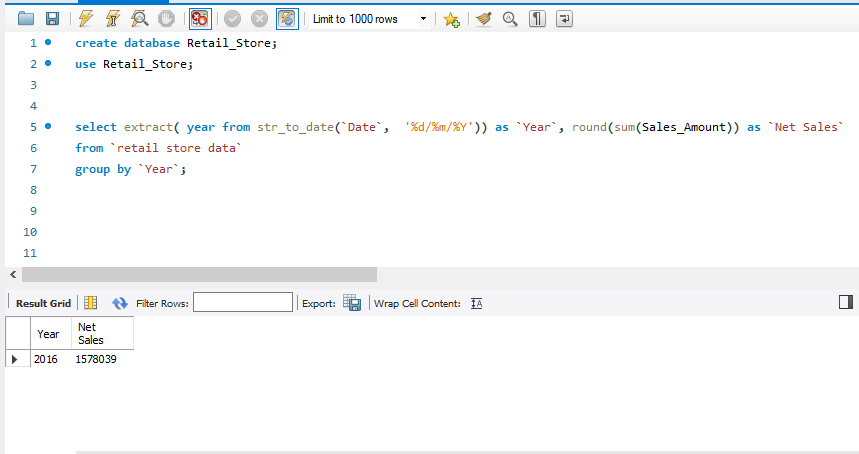 Limit to 1000 rows
1 create database Retail_Store;
2 use Retail_Store;
3
4
5 select extract( year from str_to_date(`Date`,  '%d/%m/%Y')) as `Year`, round(sum(Sales_Amount)) as `Net Sales`
6 from `retail store data`
7 group by `Year`;
8
9
10
11
Result Grid Filter Rows: Export: Wrap Cell Content: IA
Year Net
Sales
2016 1578039